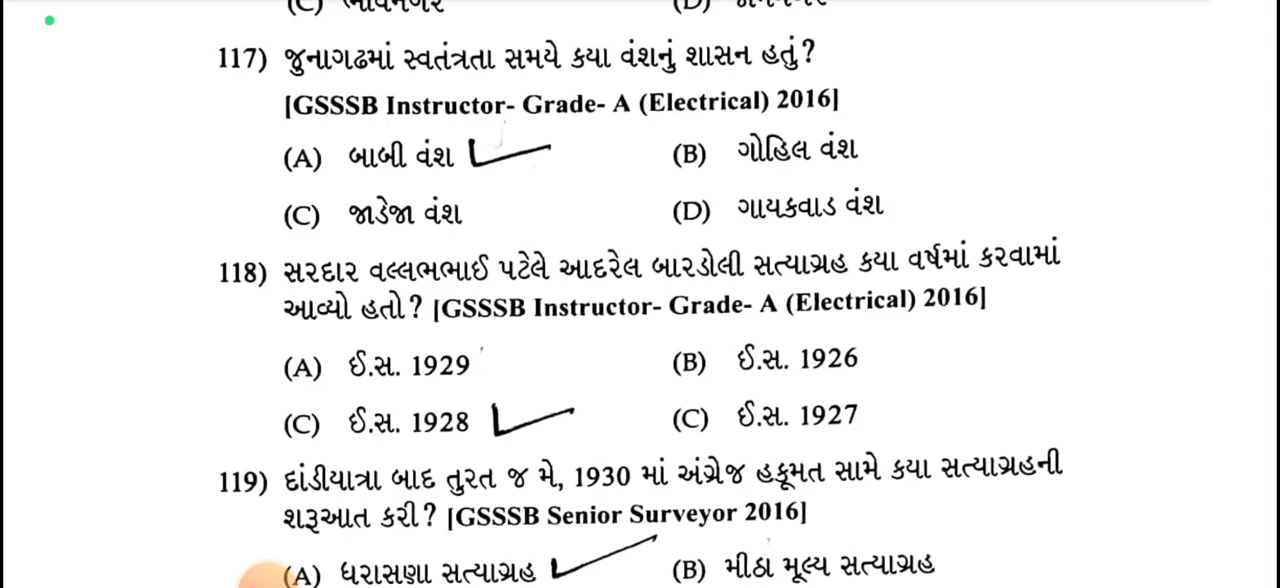 117) જુનાગઢમાં સ્વતંત્રતા સમયે કયા વંશનું શાસન હતું?
[GSSSB Instructor- Grade- A (Electrical) 2016]
(A) બાબી વંશ (B) ગોહિલ વંશ
(C) જાડેજા વંશ (D) ગાયકવાડ વંશ
118) સરદાર વલ્લભભાઈ પટેલે આદરેલ બારડોલી સત્યાગ્રહ કયા વર્ષમાં કરવામાં
આવ્યો હતો? [GSSSB Instructor- Grade- A (Electrical) 2016]
(A) ઈ.સ. 1929 (B) ઈ.સ. 1926
(C) ઈ.સ. 1928 (C) ઈ.સ. 1927
119) દાંડીયાત્રા બાદ તુરત જ મે, 1930 માં અંગ્રેજ હકૂમત સામે કયા સત્યાગ્રહની
શરૂઆત કરી? [GSSSB Senior Surveyor 2016]
(A) ધરાસણા સત્યાગ્રહ (B) મીઠા મૂલ્ય સત્યાગ્રહ